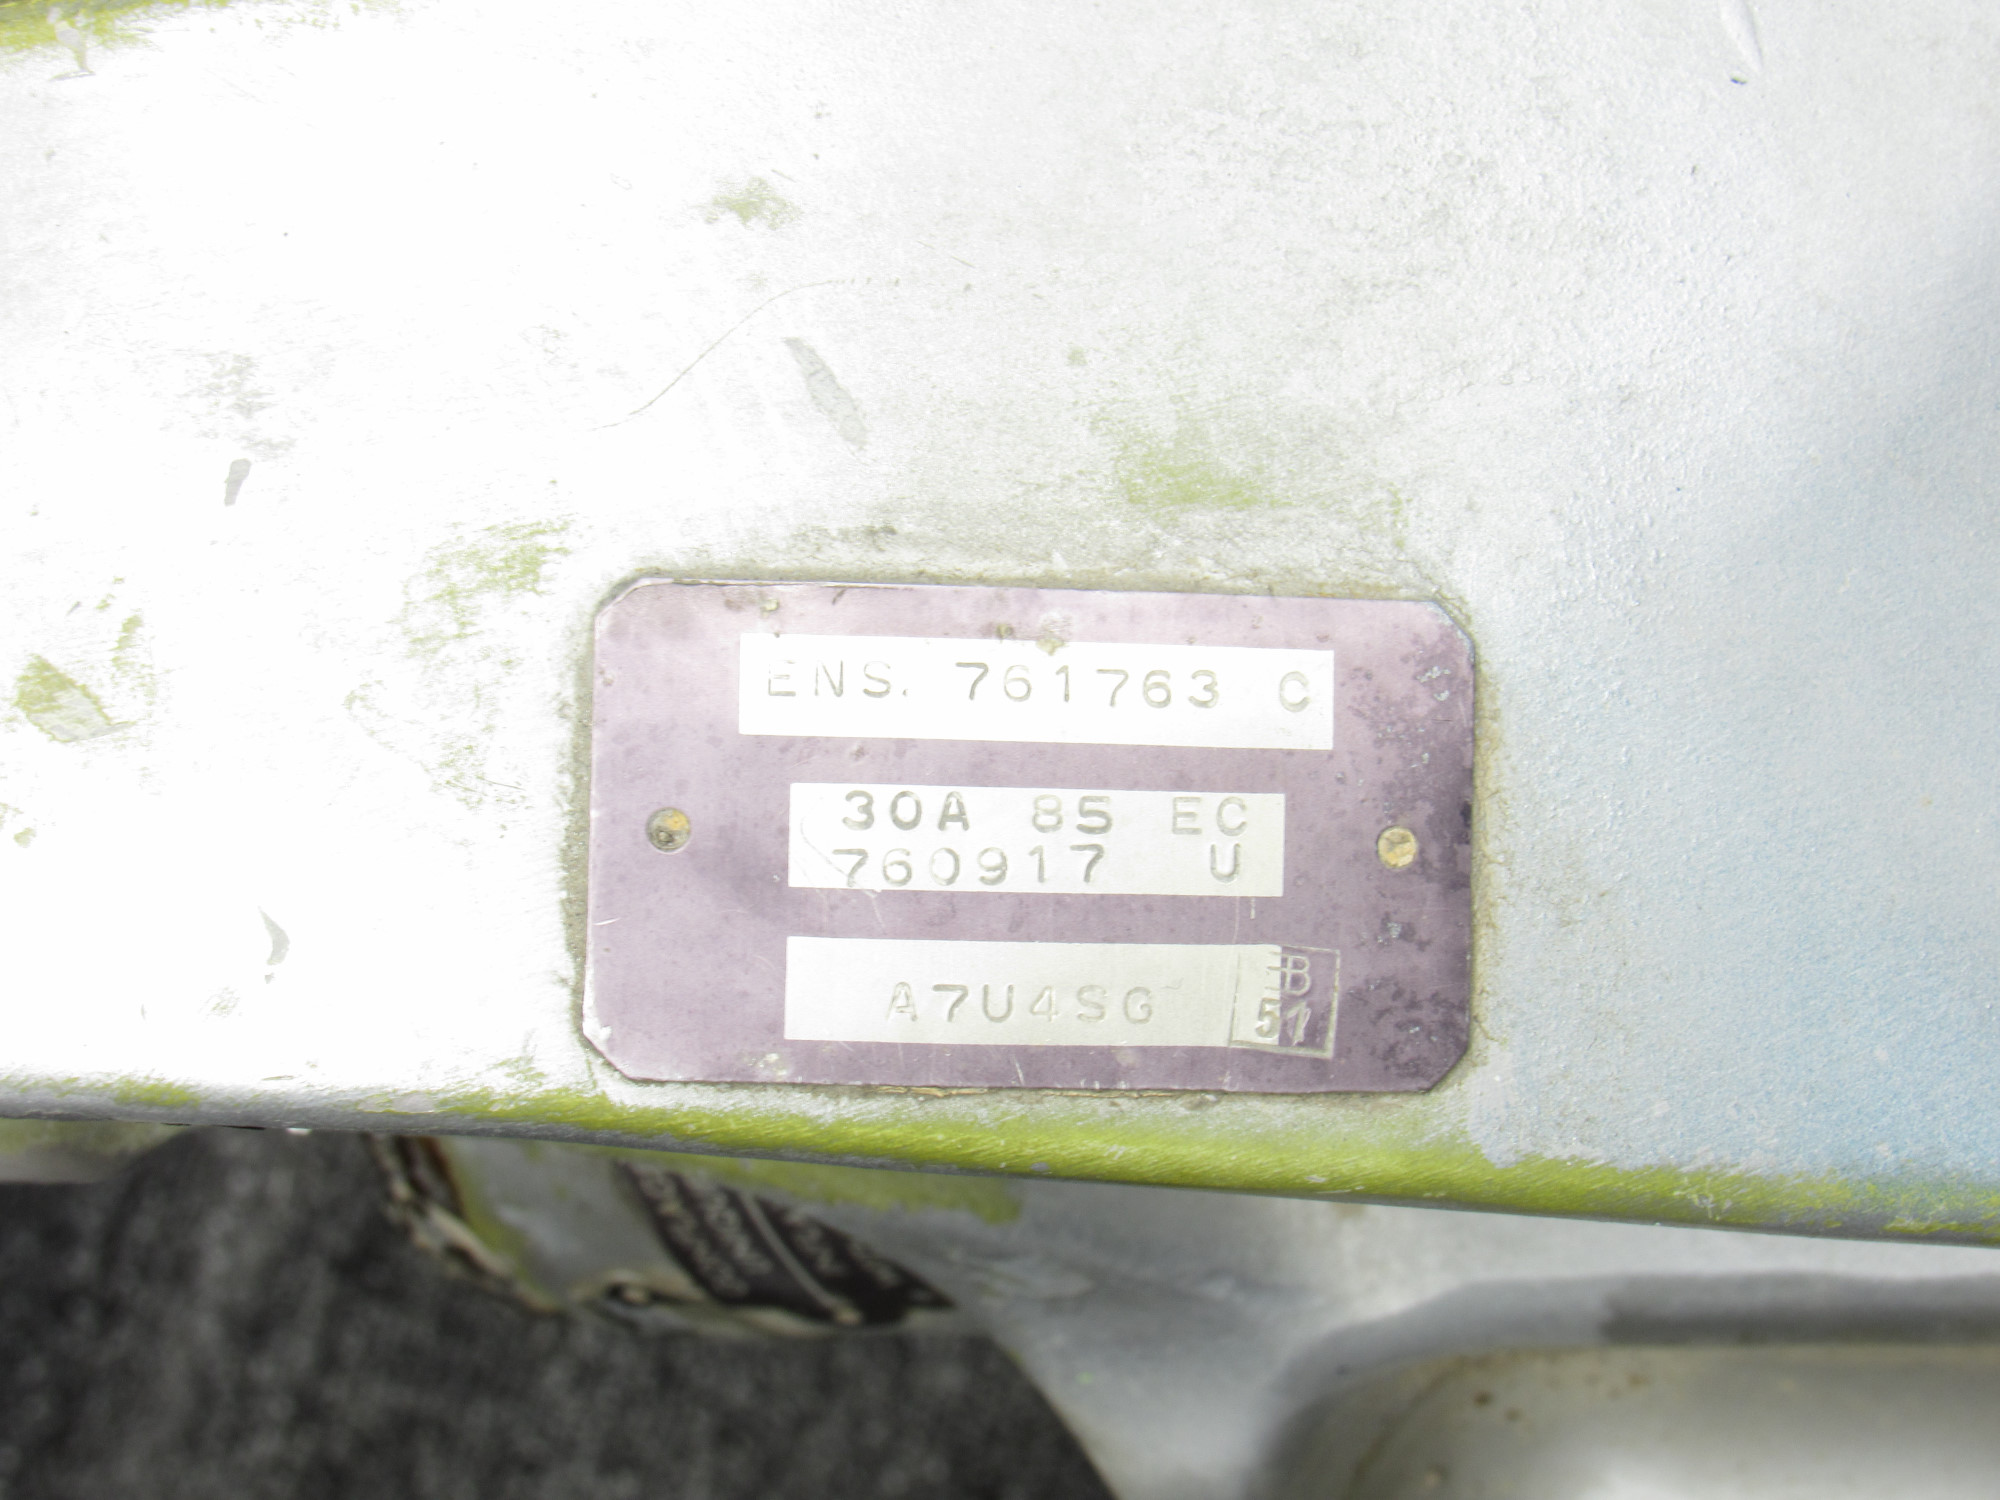 ENS. 761763 C
30A 85 EC
760917 U
A7U4SG
B
51